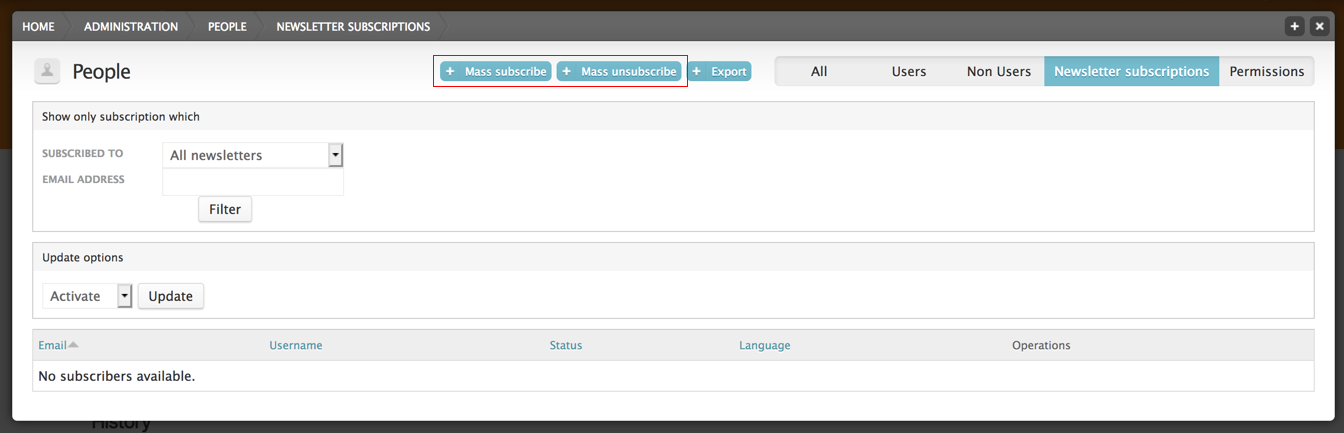 HOME ADMINISTRATION PEOPLE NEWSLETTER SUBSCRIPTIONS
People + Mass subscribe + Mass unsubscribe + Export All Users Non Users Newsletter subscriptions Permissions
Show only subscription which
SUBSCRIBED TO All newsletters
EMAIL ADDRESS
Filter
Update options
Activate Update
Email Username Status Language Operations
No subscribers available.
History